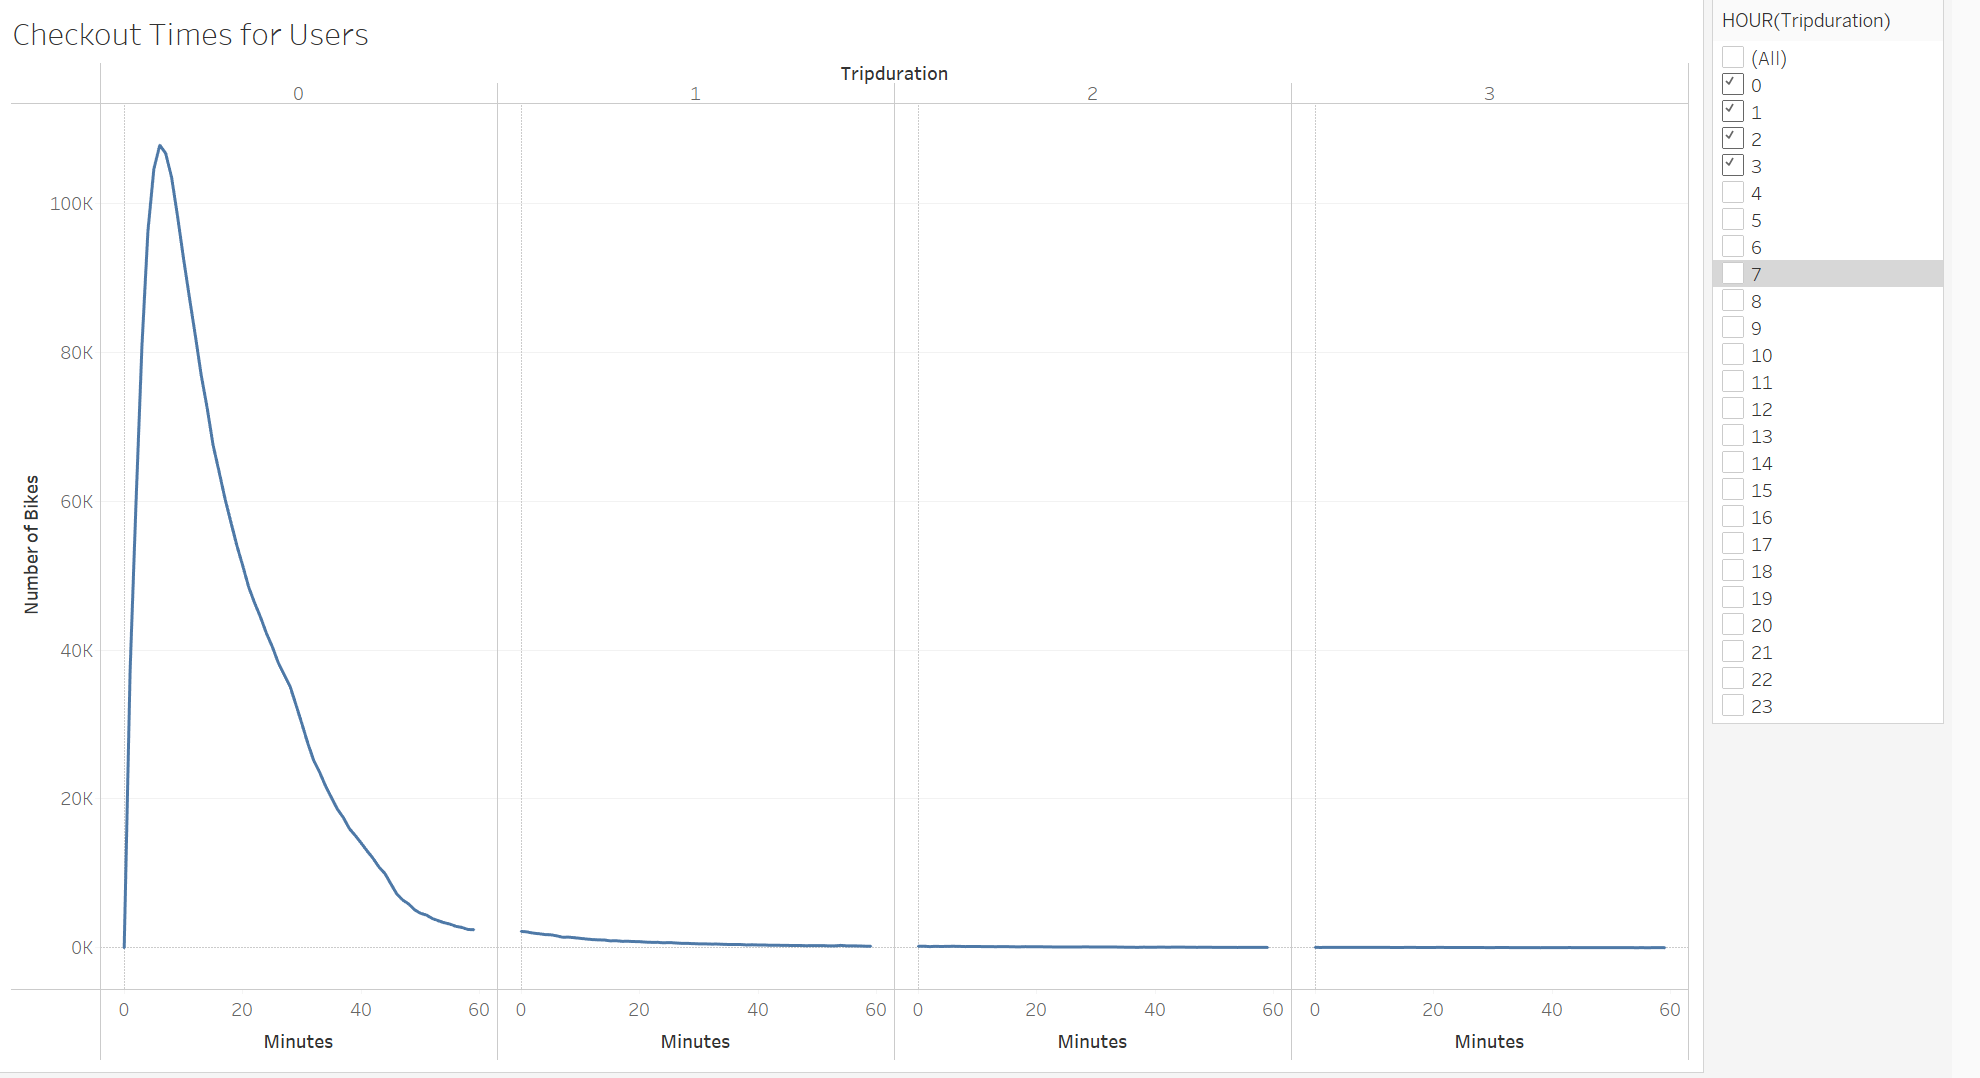 Checkout Times for Users
Tripduration
0 1 2 3
Number of Bikes
100K
80K
60K
40K
20K
0K
0 20 40 60 0 20 40 60 0 20 40 60 0 20 40 60
Minutes Minutes Minutes Minutes
HOUR(Tripduration)
(All)
0
1
2
3
4
5
6
7
8
9
10
11
12
13
14
15
16
17
18
19
20
21
22
23